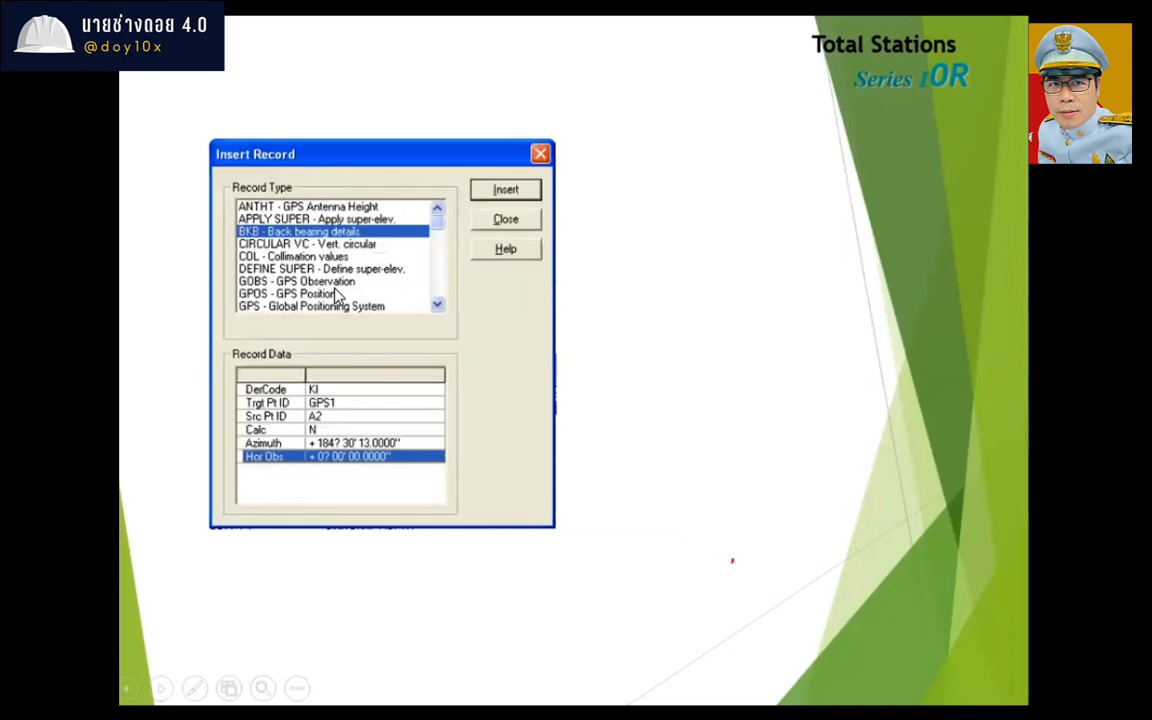 นายช่างดอย 4.0
@doy10x
Total Stations
Series 10R
Insert Record
Record Type
ANTHT - GPS Antenna Height
APPLY SUPER - Apply super-elev.
BKB - Back bearing details
CIRCULAR VC - Vert. circular
COL - Collimation values
DEFINE SUPER - Define super-elev.
GOBS - GPS Observation
GPOS - GPS Position
GPS - Global Positioning System
Insert
Close
Help
Record Data
DerCode KI
Trgt Pt ID GPS1
Src Pt ID A2
Calc N
Azimuth + 184? 30' 13.0000"
Hor Obs + 0? 00' 00.0000"